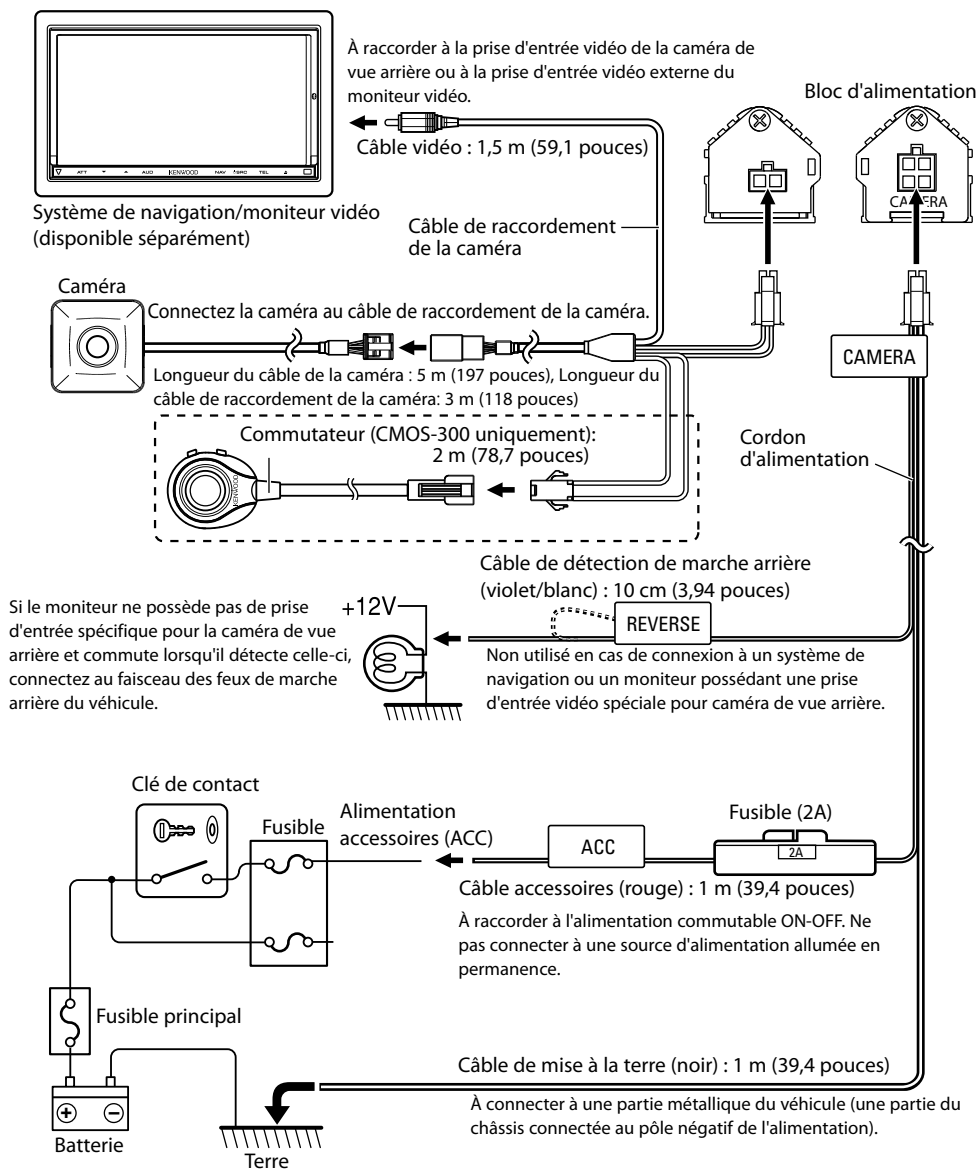 À raccorder à la prise d'entrée vidéo de la caméra de
vue arrière ou à la prise d'entrée vidéo externe du
moniteur vidéo.
Bloc d'alimentation
Câble vidéo : 1,5 m (59,1 pouces)
ATT AUD KENWOOD NAV SRC TEL
CAMERA
Système de navigation/moniteur vidéo
(disponible séparément)
Câble de raccordement
de la caméra
Caméra
Connectez la caméra au câble de raccordement de la caméra.
CAMERA
Longueur du câble de la caméra : 5 m (197 pouces), Longueur du
câble de raccordement de la caméra: 3 m (118 pouces)
Commutateur (CMOS-300 uniquement):
2 m (78,7 pouces)
KENWOOD
Cordon
d'alimentation
Câble de détection de marche arrière
(violet/blanc) : 10 cm (3,94 pouces)
Si le moniteur ne possède pas de prise
d'entrée spécifique pour la caméra de vue
arrière et commute lorsqu'il détecte celle-ci,
connectez au faisceau des feux de marche
arrière du véhicule.
+12V
REVERSE
Non utilisé en cas de connexion à un système de
navigation ou un moniteur possédant une prise
d'entrée vidéo spéciale pour caméra de vue arrière.
Clé de contact
Fusible
Alimentation
accessoires (ACC)
ACC
Fusible (2A)
2A
Câble accessoires (rouge) : 1 m (39,4 pouces)
À raccorder à l'alimentation commutable ON-OFF. Ne
pas connecter à une source d'alimentation allumée en
permanence.
Fusible principal
Câble de mise à la terre (noir) : 1 m (39,4 pouces)
À connecter à une partie métallique du véhicule (une partie du
châssis connectée au pôle négatif de l'alimentation).
Batterie
Terre